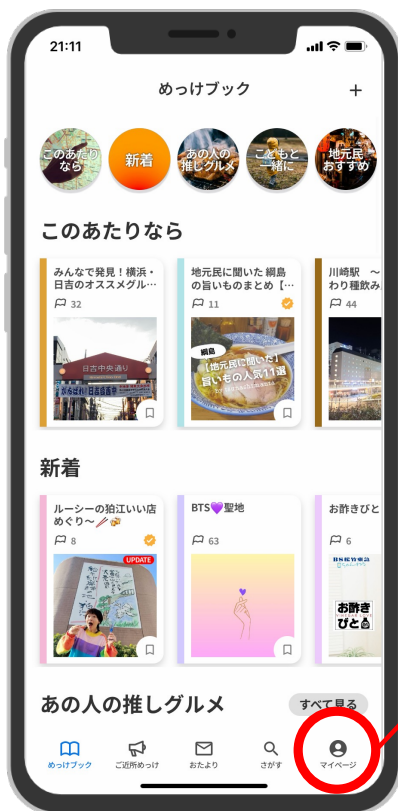 21:11
めっけブック
このあたり
なら
新着
あの人の
推しグルメ
こどもと
一緒に
地元民
おすすめ
このあたりなら
みんなで発見！横浜・
日吉のオススメグル…
32
地元民に聞いた 綱島
の旨いものまとめ【…
11
川崎駅　～
わり種飲み
44
日吉中央通り
綱島
【地元民に聞いた】
旨いもの人気11選
新着
ルーシーの狛江いい店
めぐり～🥢🍻
8
BTS💜聖地
63
お酢きびと
6
UPDATE
お酢き
びと
あの人の推しグルメ
すべて見る
めっけブック
ご近所めっけ
おたより
さがす
マイページ